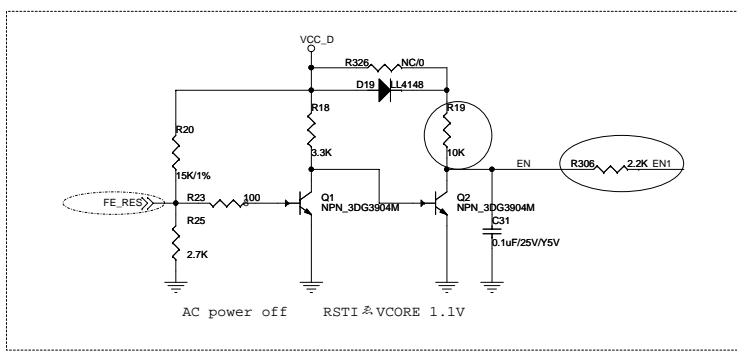 VCC_D
R326 NC/0
D19 LL4148
R20
R18
R19
15K/1%
3.3K
10K
EN
R306 2.2K EN1
FE_RES
R23 100
Q1
NPN_3DG3904M
Q2
NPN_3DG3904M
R25
C31
2.7K
0.1uF/25V/Y5V
AC power off RSTI VCORE 1.1V